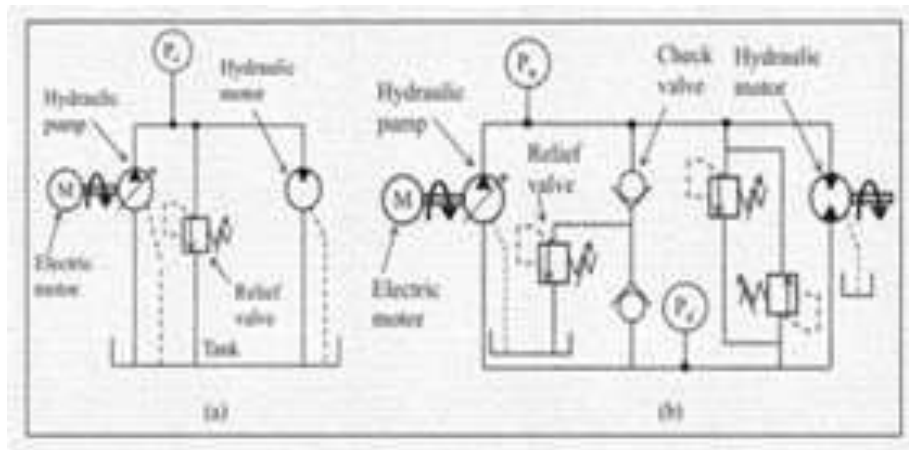 Hydraulic
motor
Hydraulic
pump
M
Electric
motor
Relief
valve
Tank
(a)
Check
valve
Hydraulic
motor
Hydraulic
pump
Relief
valve
M
Electric
motor
(b)